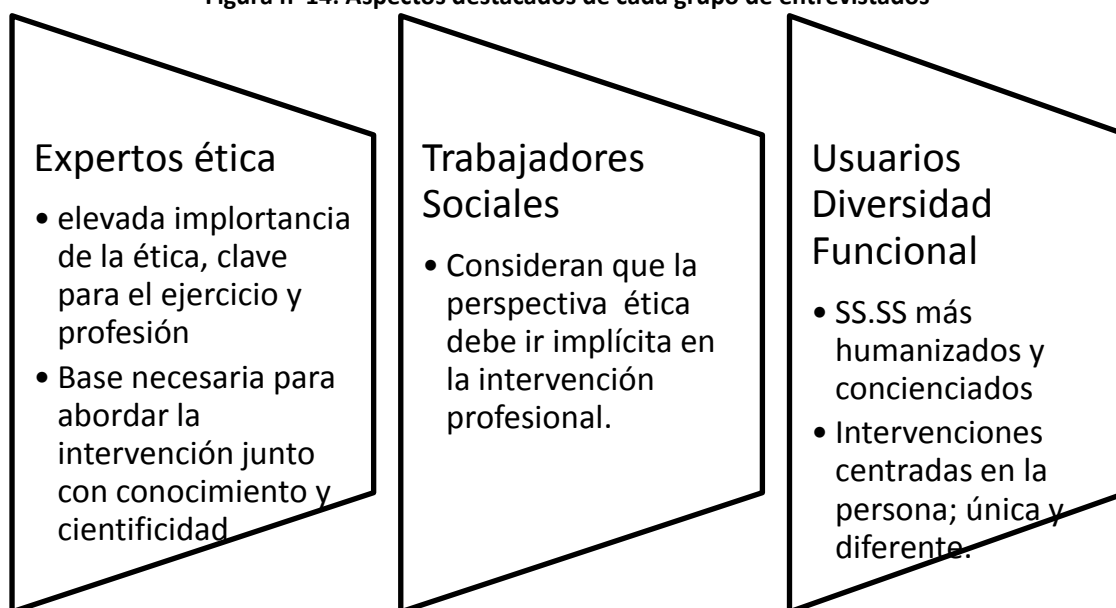 Figura nº14: Aspectos destacados de cada grupo de entrevistados
Expertos ética
• elevada implortancia
de la ética, clave
para el ejercicio y
profesión
• Base necesaria para
abordar la
intervención junto
con conocimiento y
cientificidad
Trabajadores
Sociales
• Consideran que la
perspectiva ética
debe ir implícita en
la intervención
profesional.
Usuarios
Diversidad
Funcional
• SS.SS más
humanizados y
concienciados
• Intervenciones
centradas en la
persona; única y
diferente.